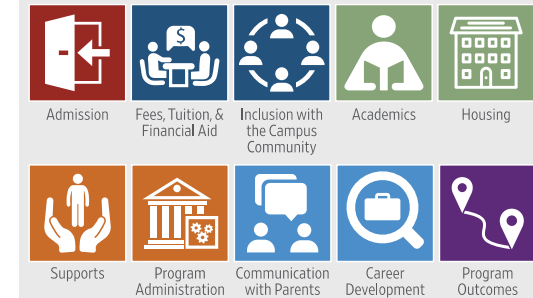 $
Admission
Fees, Tuition, &
Financial Aid
Inclusion with
the Campus
Community
Academics
Housing
Supports
Program
Administration
Communication
with Parents
Career
Development
Program
Outcomes